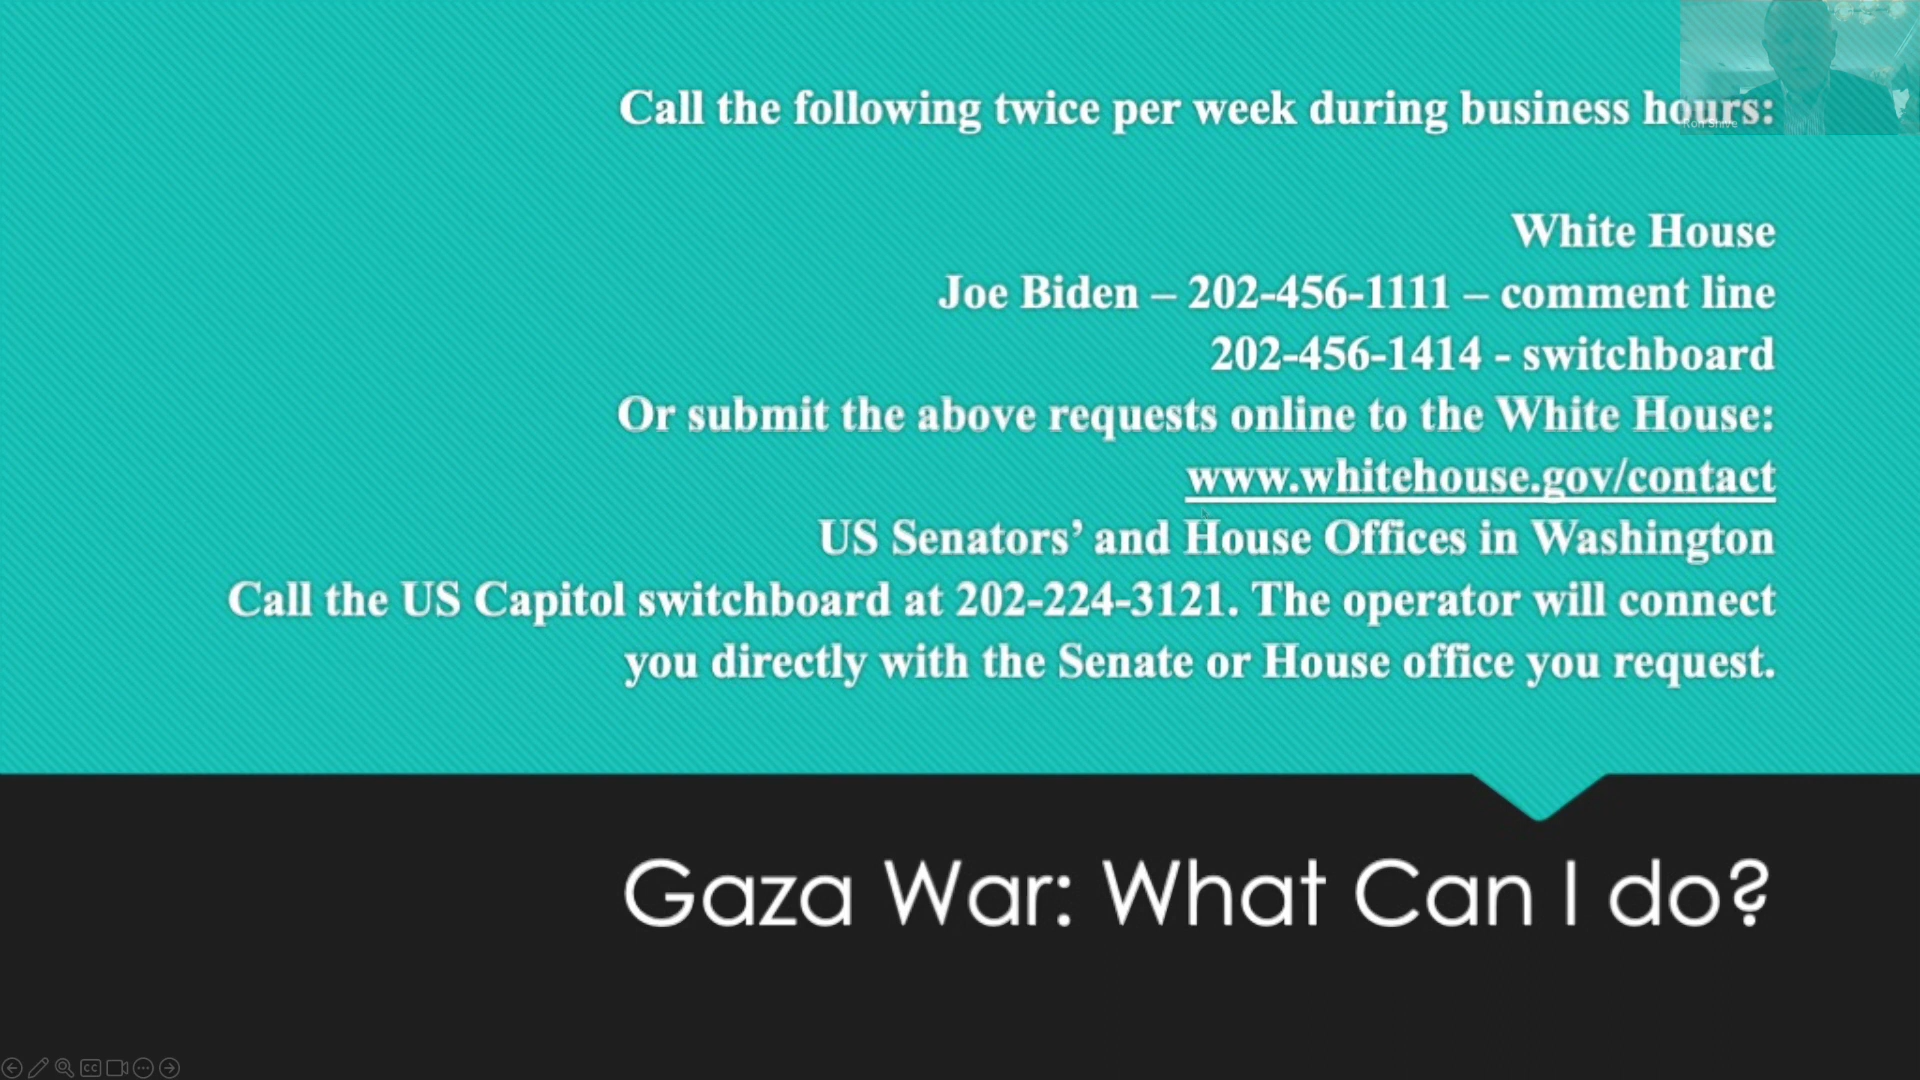 Call the following twice per week during business hours:
White House
Joe Biden – 202-456-1111 – comment line
202-456-1414 - switchboard
Or submit the above requests online to the White House:
www.whitehouse.gov/contact
US Senators’ and House Offices in Washington
Call the US Capitol switchboard at 202-224-3121. The operator will connect
you directly with the Senate or House office you request.
Gaza War: What Can I do?
Ron Shive
CC